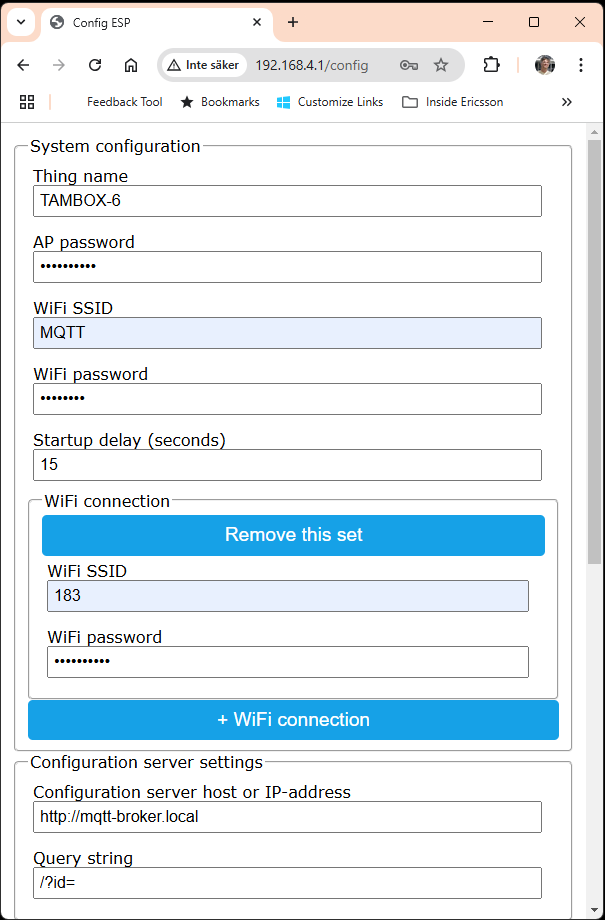 Config ESP
Inte säker 192.168.4.1/config
Feedback Tool Bookmarks Customize Links Inside Ericsson
System configuration
Thing name
TAMBOX-6
AP password
••••••••••
WiFi SSID
MQTT
WiFi password
••••••••
Startup delay (seconds)
15
WiFi connection
Remove this set
WiFi SSID
183
WiFi password
••••••••••
+ WiFi connection
Configuration server settings
Configuration server host or IP-address
http://mqtt-broker.local
Query string
/?id=